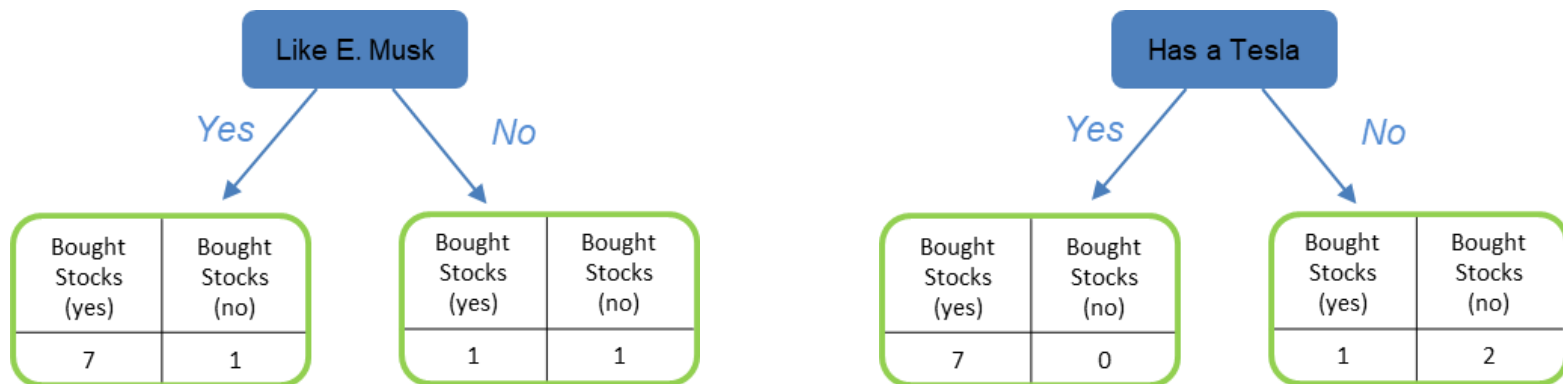 Like E. Musk
Has a Tesla
Yes
No
Yes
No
Bought Stocks (yes)
Bought Stocks (no)
Bought Stocks (yes)
Bought Stocks (no)
Bought Stocks (yes)
Bought Stocks (no)
Bought Stocks (yes)
Bought Stocks (no)
7
1
1
1
7
0
1
2